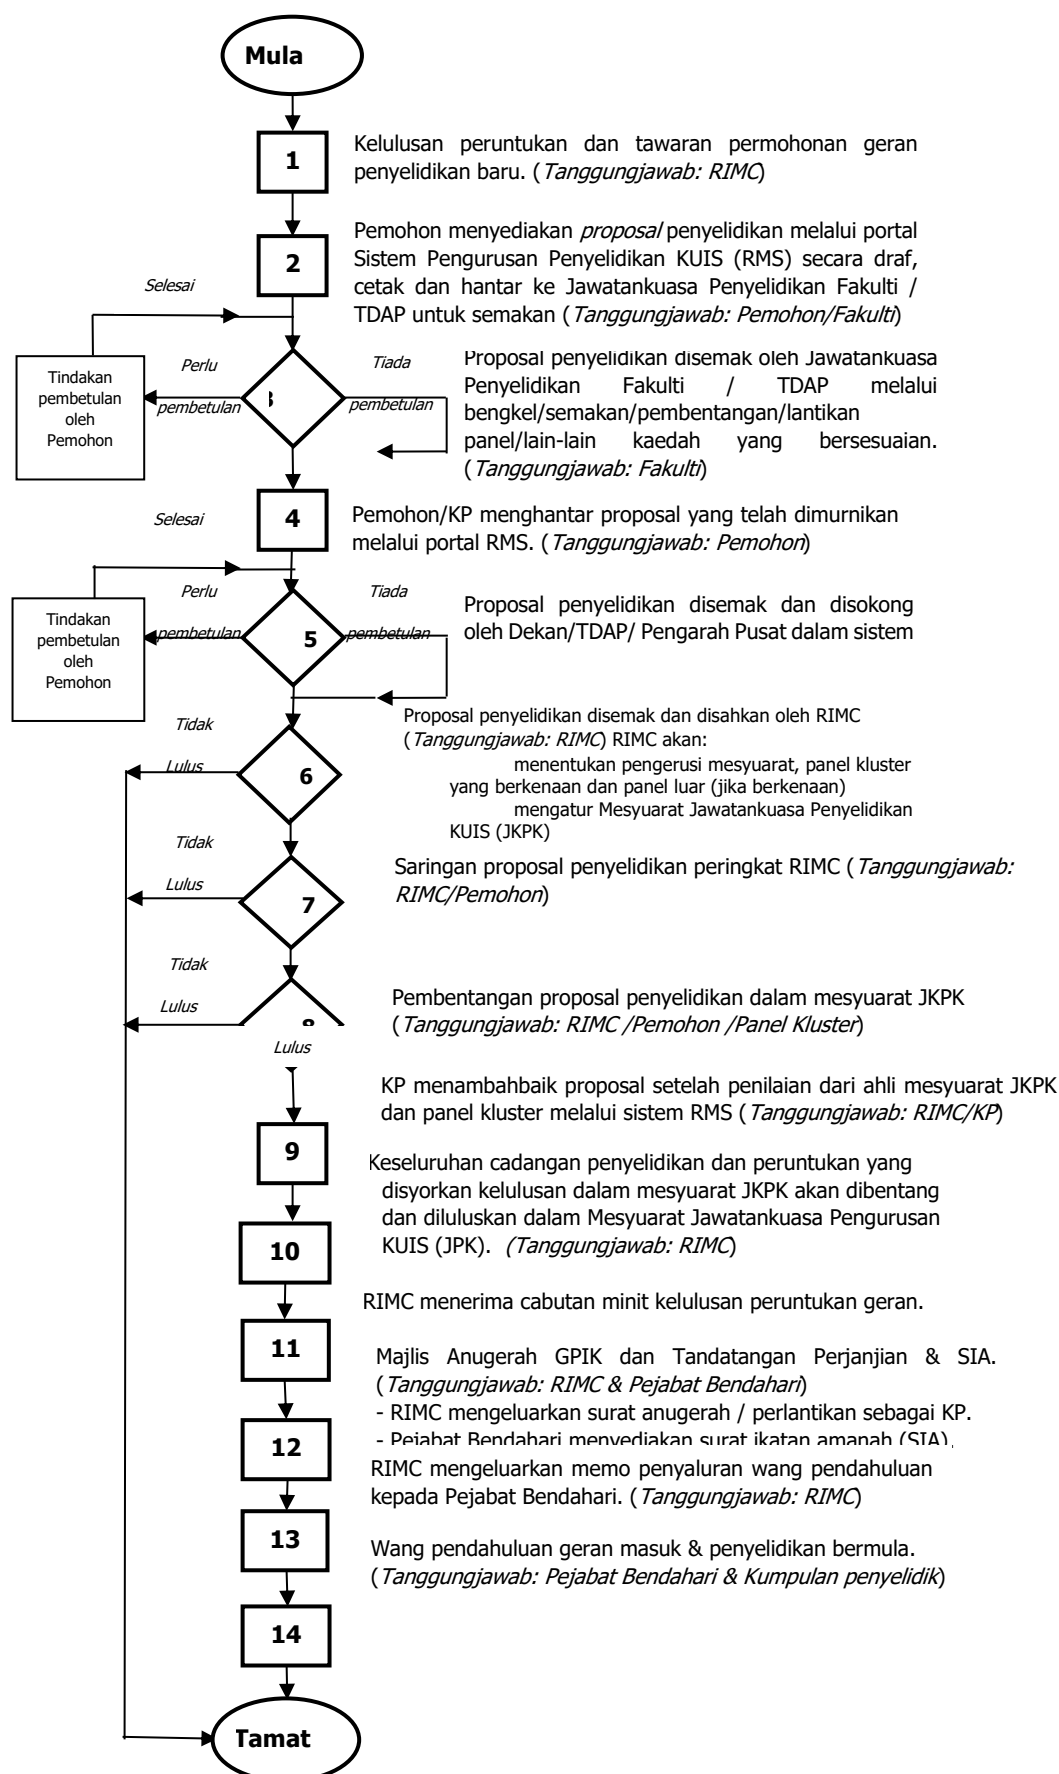 Mula
1
Kelulusan peruntukan dan tawaran permohonan geran
penyelidikan baru. (Tanggungjawab: RIMC)
2
Pemohon menyediakan proposal penyelidikan melalui portal
Sistem Pengurusan Penyelidikan KUIS (RMS) secara draf,
cetak dan hantar ke Jawatankuasa Penyelidikan Fakulti /
TDAP untuk semakan (Tanggungjawab: Pemohon/Fakulti)
Selesai
Tindakan
pembetulan
oleh
Pemohon
Perlu
pembetulan
Tiada
pembetulan
Proposal penyelidikan disemak oleh Jawatankuasa
Penyelidikan Fakulti / TDAP melalui
bengkel/semakan/pembentangan/lantikan
panel/lain-lain kaedah yang bersesuaian.
(Tanggungjawab: Fakulti)
4
Pemohon/KP menghantar proposal yang telah dimurnikan
melalui portal RMS. (Tanggungjawab: Pemohon)
Selesai
Tindakan
pembetulan
oleh
Pemohon
Perlu
pembetulan
5
Tiada
pembetulan
Proposal penyelidikan disemak dan disokong
oleh Dekan/TDAP/ Pengarah Pusat dalam sistem
Tidak
Lulus
6
Proposal penyelidikan disemak dan disahkan oleh RIMC
(Tanggungjawab: RIMC) RIMC akan:
menentukan pengerusi mesyuarat, panel kluster
yang berkenaan dan panel luar (jika berkenaan)
mengatur Mesyuarat Jawatankuasa Penyelidikan
KUIS (JKPK)
Tidak
Lulus
7
Saringan proposal penyelidikan peringkat RIMC (Tanggungjawab:
RIMC/Pemohon)
Tidak
Lulus
8
Pembentangan proposal penyelidikan dalam mesyuarat JKPK
(Tanggungjawab: RIMC /Pemohon /Panel Kluster)
Lulus
KP menambahbaik proposal setelah penilaian dari ahli mesyuarat JKPK
dan panel kluster melalui sistem RMS (Tanggungjawab: RIMC/KP)
9
Keseluruhan cadangan penyelidikan dan peruntukan yang
disyorkan kelulusan dalam mesyuarat JKPK akan dibentang
dan diluluskan dalam Mesyuarat Jawatankuasa Pengurusan
KUIS (JPK). (Tanggungjawab: RIMC)
10
RIMC menerima cabutan minit kelulusan peruntukan geran.
11
Majlis Anugerah GPIK dan Tandatangan Perjanjian & SIA.
(Tanggungjawab: RIMC & Pejabat Bendahari)
- RIMC mengeluarkan surat anugerah / perlantikan sebagai KP.
- Pejabat Bendahari menyediakan surat ikatan amanah (SIA).
12
RIMC mengeluarkan memo penyaluran wang pendahuluan
kepada Pejabat Bendahari. (Tanggungjawab: RIMC)
13
Wang pendahuluan geran masuk & penyelidikan bermula.
(Tanggungjawab: Pejabat Bendahari & Kumpulan penyelidik)
14
Tamat